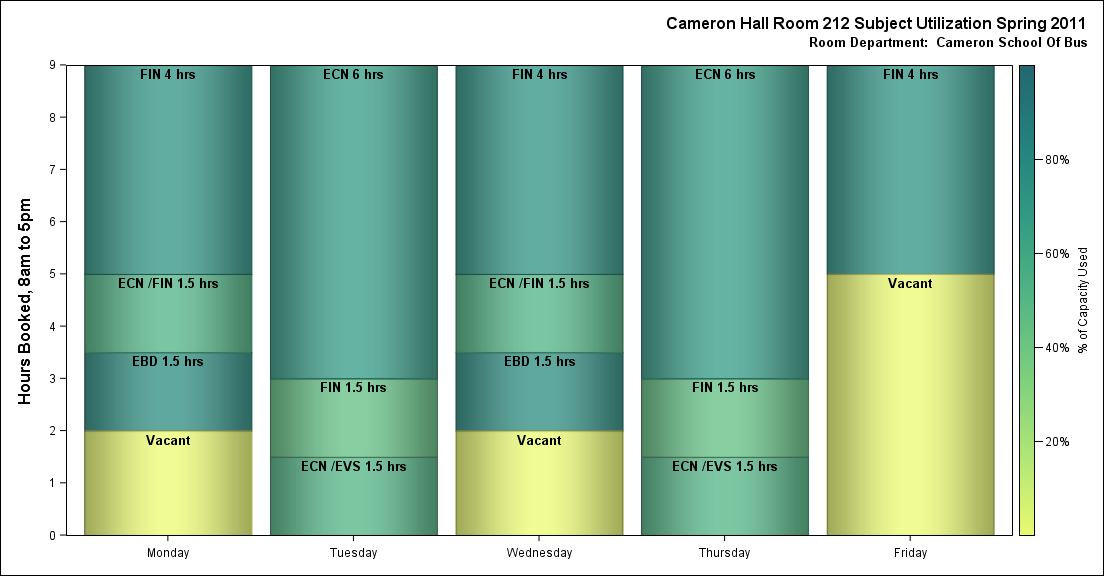 Cameron Hall Room 212 Subject Utilization Spring 2011
Room Department:  Cameron School Of Bus
Hours Booked, 8am to 5pm
9
8
7
6
5
4
3
2
1
0
FIN 4 hrs
ECN /FIN 1.5 hrs
EBD 1.5 hrs
Vacant
ECN 6 hrs
FIN 1.5 hrs
ECN /EVS 1.5 hrs
FIN 4 hrs
ECN /FIN 1.5 hrs
EBD 1.5 hrs
Vacant
ECN 6 hrs
FIN 1.5 hrs
ECN /EVS 1.5 hrs
FIN 4 hrs
Vacant
Monday
Tuesday
Wednesday
Thursday
Friday
80%
60%
40%
20%
% of Capacity Used